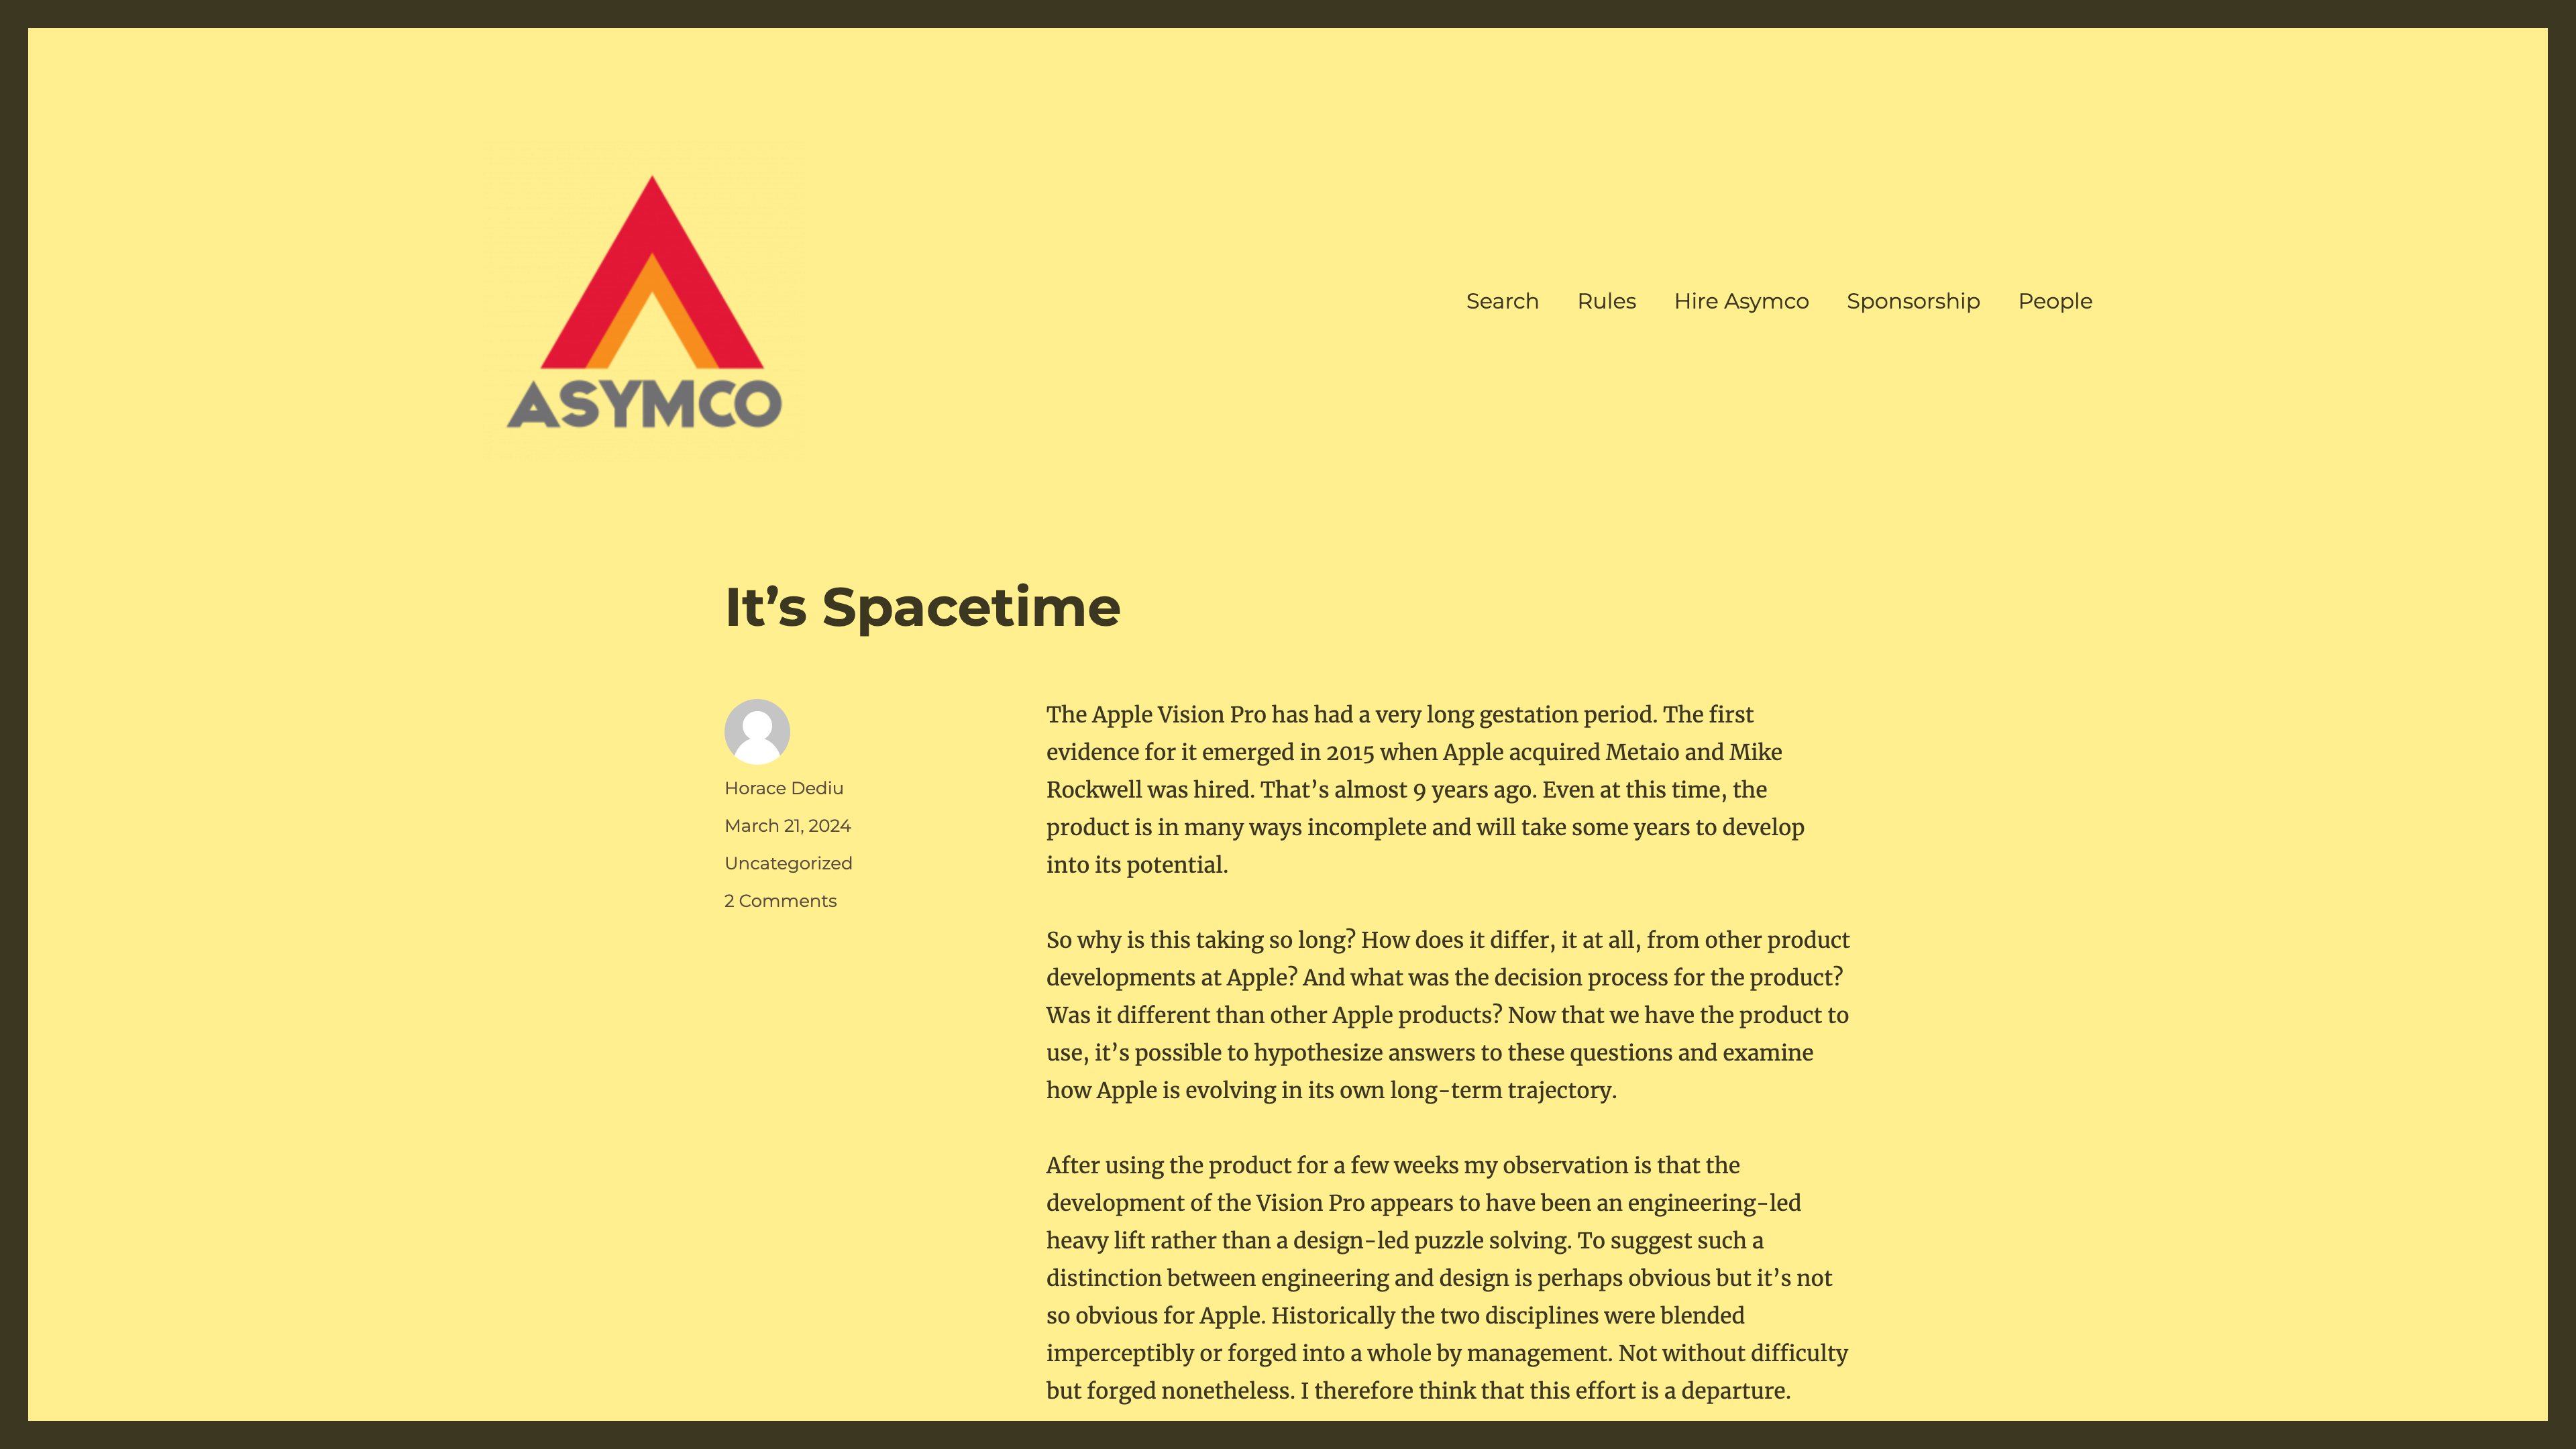 ASYMCO
Search Rules Hire Asymco Sponsorship People
It’s Spacetime
Horace Dediu
March 21, 2024
Uncategorized
2 Comments
The Apple Vision Pro has had a very long gestation period. The first
evidence for it emerged in 2015 when Apple acquired Metaio and Mike
Rockwell was hired. That’s almost 9 years ago. Even at this time, the
product is in many ways incomplete and will take some years to develop
into its potential.
So why is this taking so long? How does it differ, it at all, from other product
developments at Apple? And what was the decision process for the product?
Was it different than other Apple products? Now that we have the product to
use, it’s possible to hypothesize answers to these questions and examine
how Apple is evolving in its own long-term trajectory.
After using the product for a few weeks my observation is that the
development of the Vision Pro appears to have been an engineering-led
heavy lift rather than a design-led puzzle solving. To suggest such a
distinction between engineering and design is perhaps obvious but it’s not
so obvious for Apple. Historically the two disciplines were blended
imperceptibly or forged into a whole by management. Not without difficulty
but forged nonetheless. I therefore think that this effort is a departure.